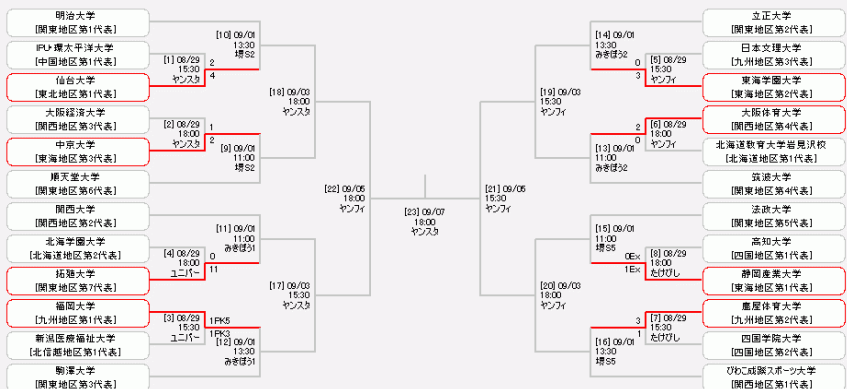 明治大学
[関東地区第1代表]
IPU・環太平洋大学
[中国地区第1代表]
仙台大学
[東北地区第1代表]
大阪経済大学
[関西地区第3代表]
中京大学
[東海地区第3代表]
順天堂大学
[関東地区第6代表]
関西大学
[関西地区第2代表]
北海学園大学
[北海道地区第2代表]
拓殖大学
[関東地区第7代表]
福岡大学
[九州地区第1代表]
新潟医療福祉大学
[北信越地区第1代表]
駒澤大学
[関東地区第3代表]
[1] 08/29
15:30
ヤンスタ
2
4
[2] 08/29
18:00
ヤンスタ
1
2
[4] 08/29
18:00
ユニバー
0
11
[3] 08/29
15:30
ユニバー
1PK5
1PK3
[10] 09/01
13:30
堺S2
[9] 09/01
11:00
堺S2
[11] 09/01
11:00
みきぼう1
[12] 09/01
13:30
みきぼう1
[18] 09/03
18:00
ヤンスタ
[17] 09/03
15:30
ヤンスタ
[22] 09/05
18:00
ヤンフィ
[23] 09/07
18:00
ヤンスタ
[21] 09/05
15:30
ヤンフィ
[19] 09/03
15:30
ヤンフィ
[20] 09/03
18:00
ヤンフィ
[14] 09/01
13:30
みきぼう2
[13] 09/01
11:00
みきぼう2
[15] 09/01
11:00
堺S5
[16] 09/01
13:30
堺S5
0
3
[5] 08/29
15:30
ヤンフィ
2
0
[6] 08/29
18:00
ヤンフィ
0Ex
1Ex
[8] 08/29
18:00
たけびし
3
1
[7] 08/29
15:30
たけびし
立正大学
[関東地区第2代表]
日本文理大学
[九州地区第3代表]
東海学園大学
[東海地区第2代表]
大阪体育大学
[関西地区第4代表]
北海道教育大学岩見沢校
[北海道地区第1代表]
筑波大学
[関東地区第4代表]
法政大学
[関東地区第5代表]
高知大学
[四国地区第1代表]
静岡産業大学
[東海地区第1代表]
鹿屋体育大学
[九州地区第2代表]
四国学院大学
[四国地区第2代表]
びわこ成蹊スポーツ大学
[関西地区第1代表]